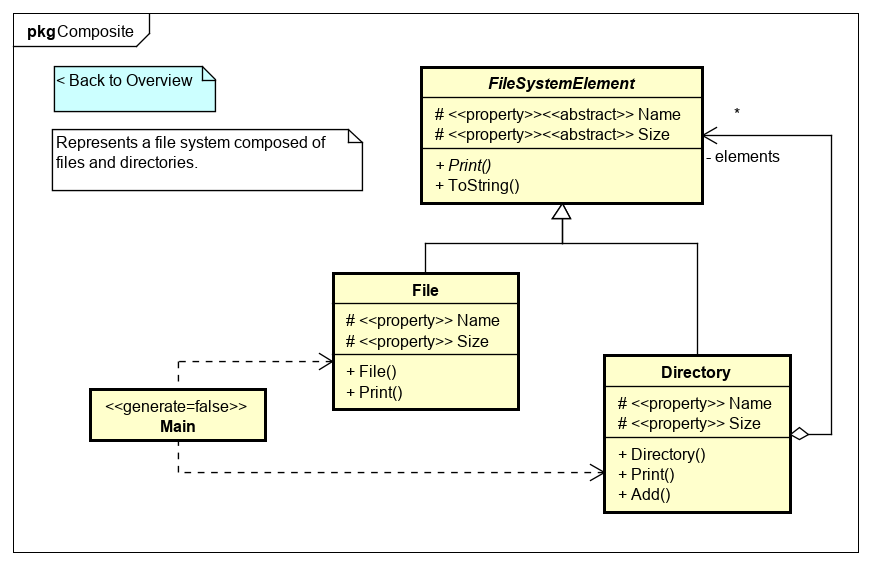 pkg Composite
< Back to Overview
Represents a file system composed of
files and directories.
FileSystemElement
# <<property>><<abstract>> Name
# <<property>><<abstract>> Size
+ Print()
+ ToString()
*
- elements
File
# <<property>> Name
# <<property>> Size
+ File()
+ Print()
<<generate=false>>
Main
Directory
# <<property>> Name
# <<property>> Size
+ Directory()
+ Print()
+ Add()